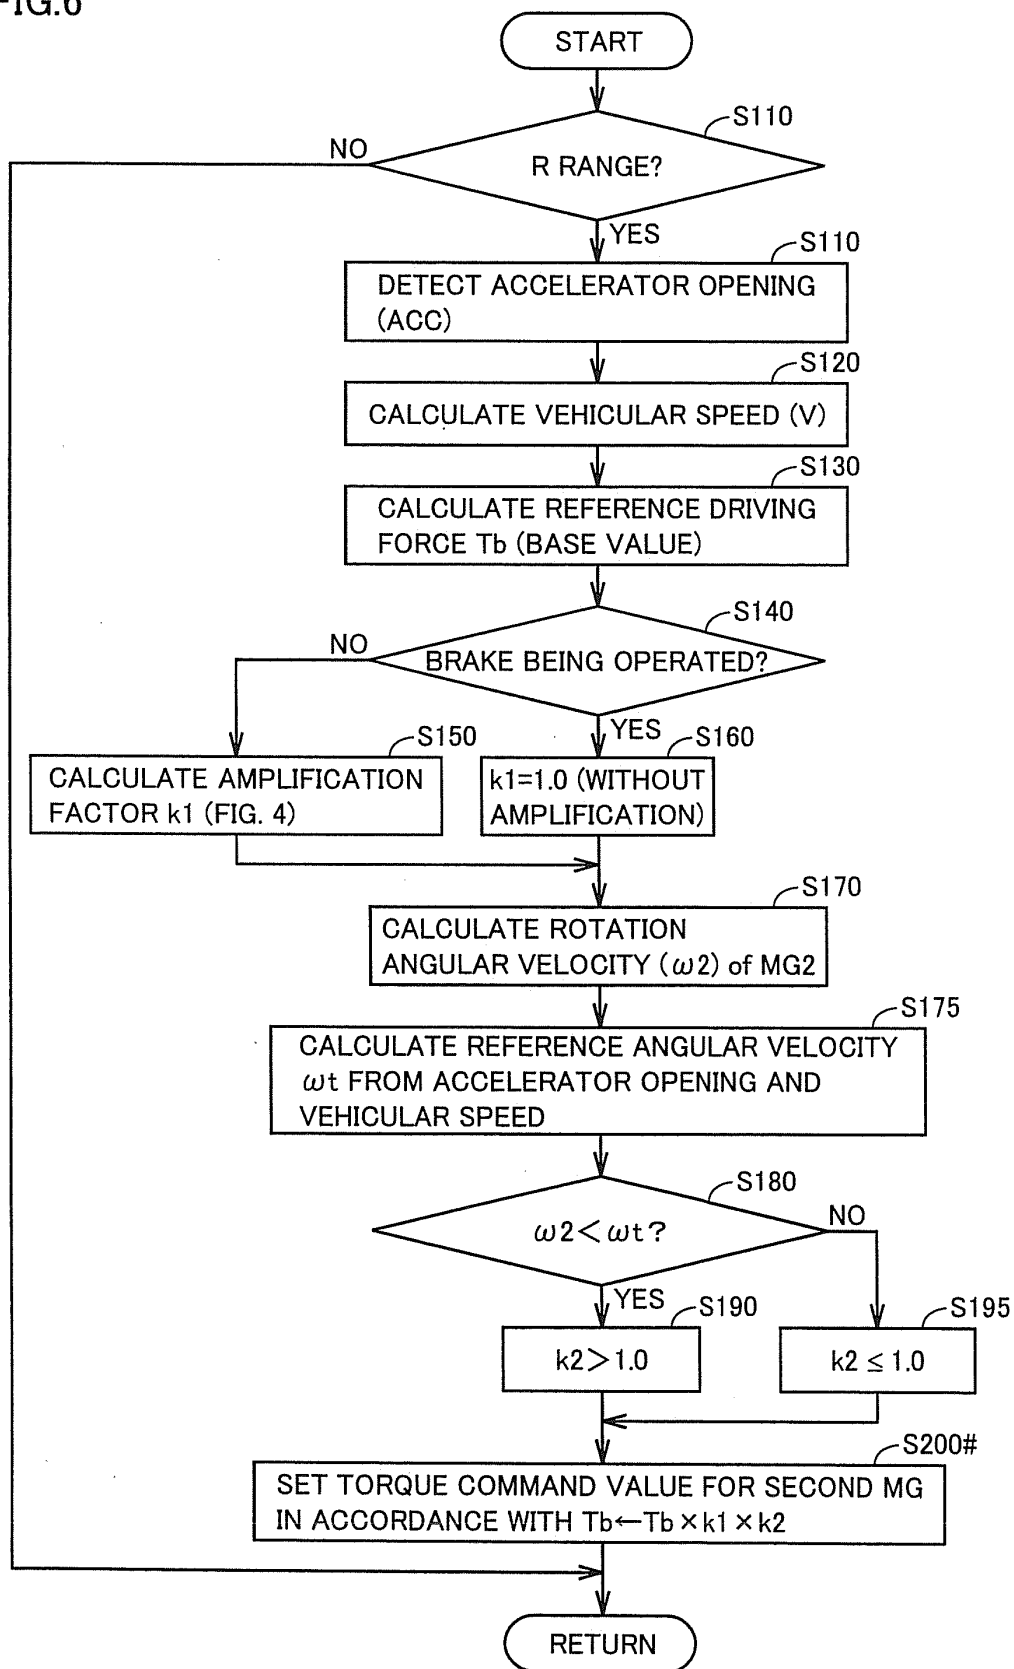 FIG.6
START
S110
NO
R RANGE?
YES
S110
DETECT ACCELERATOR OPENING
(ACC)
S120
CALCULATE VEHICULAR SPEED (V)
S130
CALCULATE REFERENCE DRIVING
FORCE Tb (BASE VALUE)
S140
NO
BRAKE BEING OPERATED?
YES
S150
CALCULATE AMPLIFICATION
FACTOR k1 (FIG. 4)
S160
k1=1.0 (WITHOUT
AMPLIFICATION)
S170
CALCULATE ROTATION
ANGULAR VELOCITY (ω2) of MG2
S175
CALCULATE REFERENCE ANGULAR VELOCITY
ωt FROM ACCELERATOR OPENING AND
VEHICULAR SPEED
S180
ω2<ωt?
NO
YES
S190
k2>1.0
S195
k2≤1.0
S200#
SET TORQUE COMMAND VALUE FOR SECOND MG
IN ACCORDANCE WITH Tb←Tb×k1×k2
RETURN